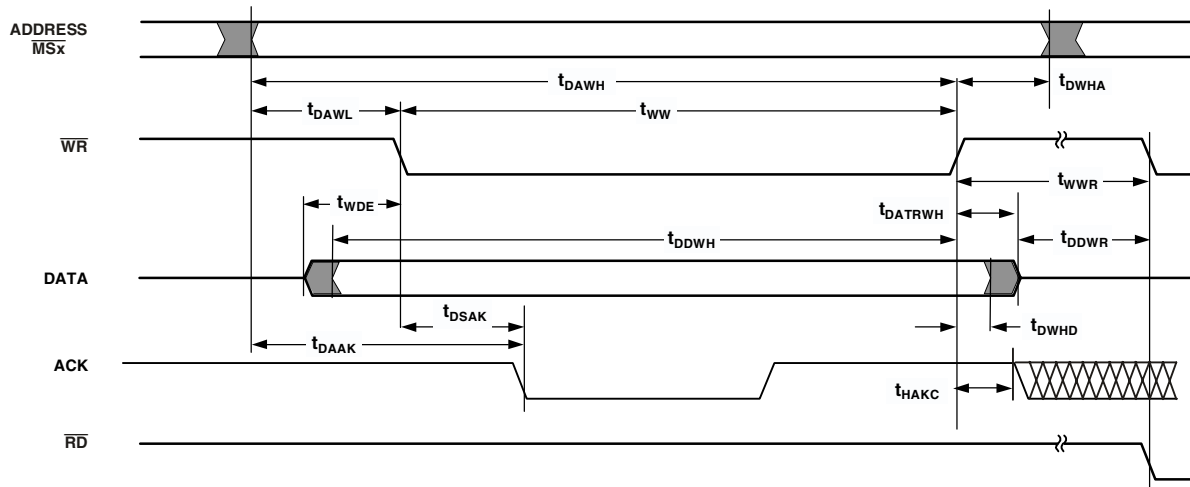 ADDRESS
MSx
tDAWH
tDWHA
tDAWL
tWW
WR
tWWR
tWDE
tDATRWH
tDDWH
tDDWR
DATA
tDSAK
tDWHD
tDAAK
ACK
tHAKC
RD